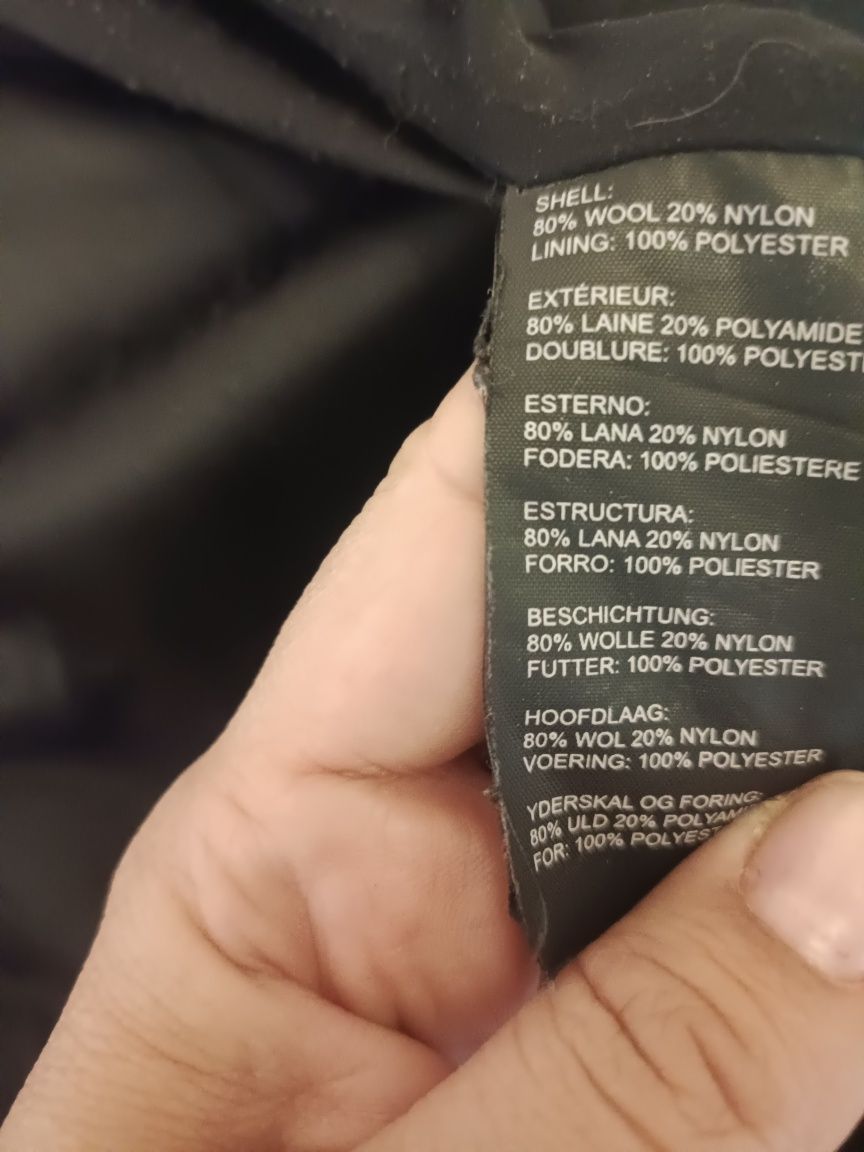 SHELL:
80% WOOL 20% NYLON
LINING: 100% POLYESTER
EXTÉRIEUR:
80% LAINE 20% POLYAMIDE
DOUBLURE: 100%
ESTERNO:
80% LANA 20% NYLON
FODERA: 100% POLIESTERE
ESTRUCTURA:
80% LANA 20% NYLON
FORRO: 100% POLIESTER
BESCHICHTUNG:
80% WOLLE 20% NYLON
FUTTER: 100% POLYESTER
HOOFDLAAG:
80% WOL 20% NYLON
VOERING: 100% POLYESTER
YDERSKAL OG FORING:
80% ULD 20%
FOR: 100%